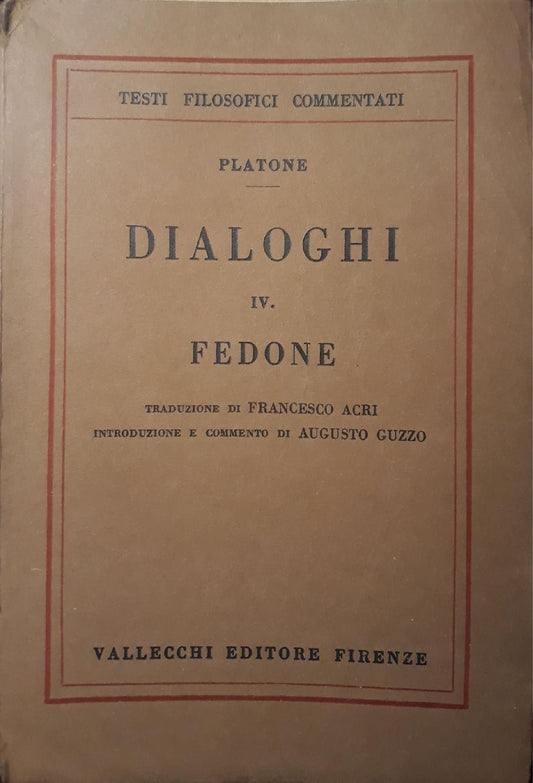 TESTI FILOSOFICI COMMENTATI
PLATONE
DIALOGHI
IV.
FEDONE
TRADUZIONE DI FRANCESCO ACRI
INTRODUZIONE E COMMENTO DI AUGUSTO GUZZO
VALLECCHI EDITORE FIRENZE